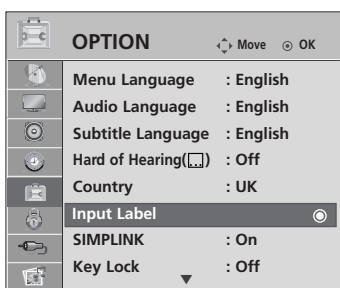 OPTION Move OK
Menu Language : English
Audio Language : English
Subtitle Language : English
Hard of Hearing( ) : Off
Country : UK
Input Label
SIMPLINK : On
Key Lock : Off